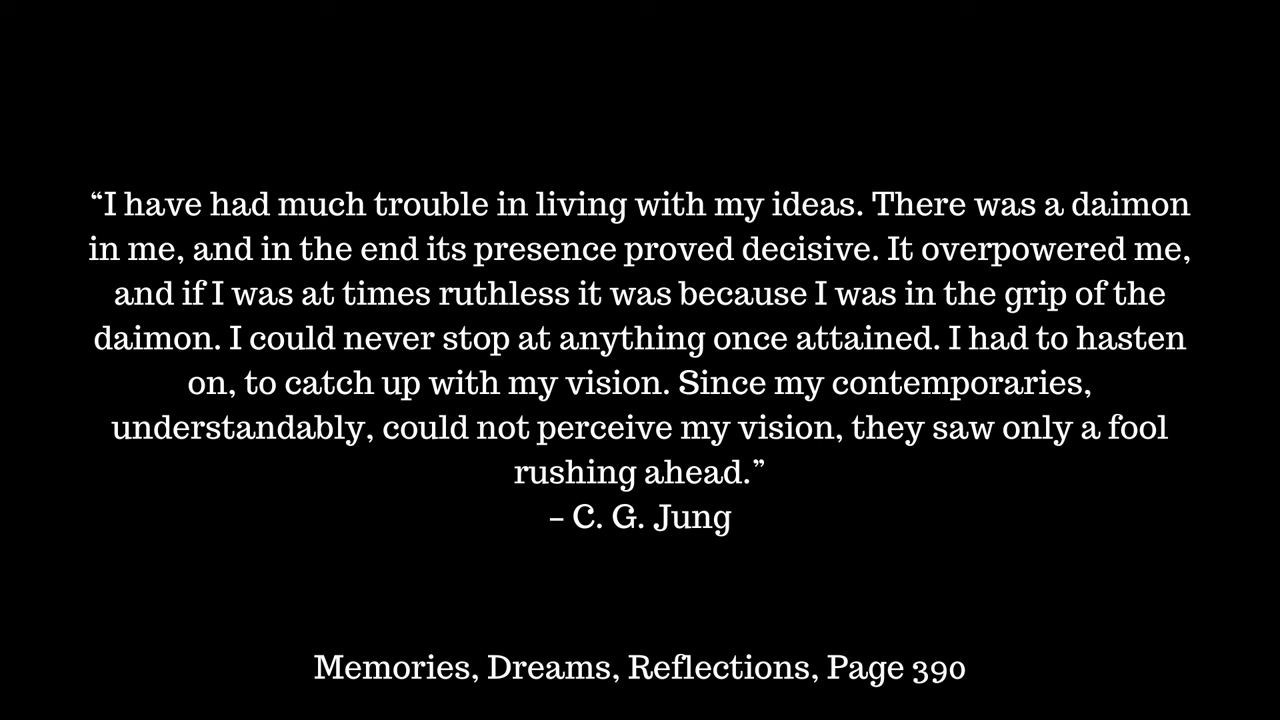 “I have had much trouble in living with my ideas. There was a daimon
in me, and in the end its presence proved decisive. It overpowered me,
and if I was at times ruthless it was because I was in the grip of the
daimon. I could never stop at anything once attained. I had to hasten
on, to catch up with my vision. Since my contemporaries,
understandably, could not perceive my vision, they saw only a fool
rushing ahead.”
– C. G. Jung
Memories, Dreams, Reflections, Page 390